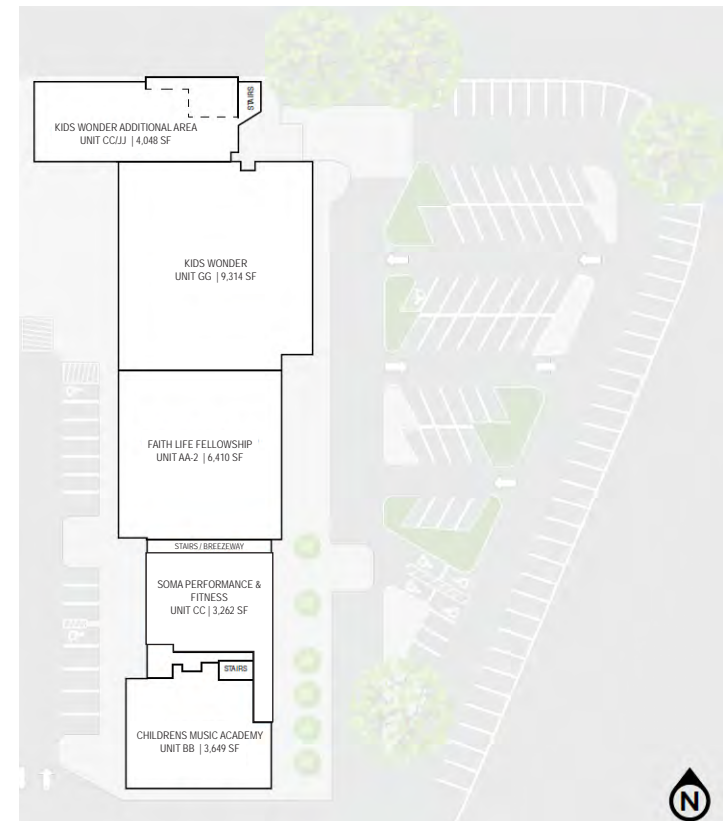 STAIRS
KIDS WONDER ADDITIONAL AREA
UNIT CC/JJ | 4,048 SF
KIDS WONDER
UNIT GG | 9,314 SF
FAITH LIFE FELLOWSHIP
UNIT AA-2 | 6,410 SF
STAIRS / BREEZEWAY
SOMA PERFORMANCE &
FITNESS
UNIT CC | 3,262 SF
STAIRS
CHILDRENS MUSIC ACADEMY
UNIT BB | 3,649 SF
N